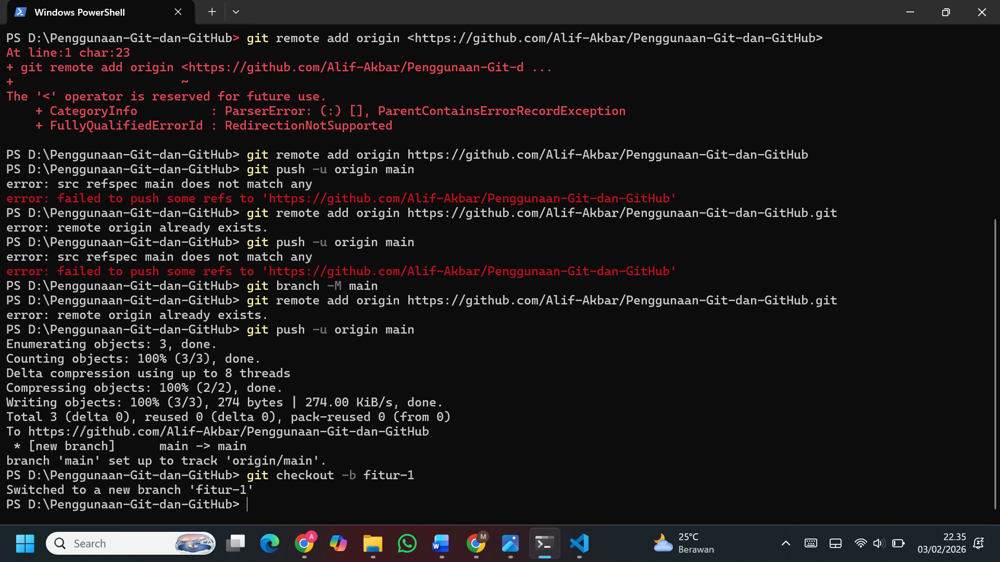 Windows PowerShell
PS D:\Penggunaan-Git-dan-GitHub> git remote add origin <https://github.com/Alif-Akbar/Penggunaan-Git-dan-GitHub>
At line:1 char:23
+ git remote add origin <https://github.com/Alif-Akbar/Penggunaan-Git-d ...
+                       ~
The '<' operator is reserved for future use.
    + CategoryInfo          : ParserError: (:) [], ParentContainsErrorRecordException
    + FullyQualifiedErrorId : RedirectionNotSupported
PS D:\Penggunaan-Git-dan-GitHub> git remote add origin https://github.com/Alif-Akbar/Penggunaan-Git-dan-GitHub
PS D:\Penggunaan-Git-dan-GitHub> git push -u origin main
error: src refspec main does not match any
error: failed to push some refs to 'https://github.com/Alif-Akbar/Penggunaan-Git-dan-GitHub'
PS D:\Penggunaan-Git-dan-GitHub> git remote add origin https://github.com/Alif-Akbar/Penggunaan-Git-dan-GitHub.git
error: remote origin already exists.
PS D:\Penggunaan-Git-dan-GitHub> git push -u origin main
error: src refspec main does not match any
error: failed to push some refs to 'https://github.com/Alif-Akbar/Penggunaan-Git-dan-GitHub'
PS D:\Penggunaan-Git-dan-GitHub> git branch -M main
PS D:\Penggunaan-Git-dan-GitHub> git remote add origin https://github.com/Alif-Akbar/Penggunaan-Git-dan-GitHub.git
error: remote origin already exists.
PS D:\Penggunaan-Git-dan-GitHub> git push -u origin main
Enumerating objects: 3, done.
Counting objects: 100% (3/3), done.
Delta compression using up to 8 threads
Compressing objects: 100% (2/2), done.
Writing objects: 100% (3/3), 274 bytes | 274.00 KiB/s, done.
Total 3 (delta 0), reused 0 (delta 0), pack-reused 0 (from 0)
To https://github.com/Alif-Akbar/Penggunaan-Git-dan-GitHub
 * [new branch]      main -> main
branch 'main' set up to track 'origin/main'.
PS D:\Penggunaan-Git-dan-GitHub> git checkout -b fitur-1
Switched to a new branch 'fitur-1'
PS D:\Penggunaan-Git-dan-GitHub>
Search
A
W
M
25°C
Berawan
22.35
03/02/2026